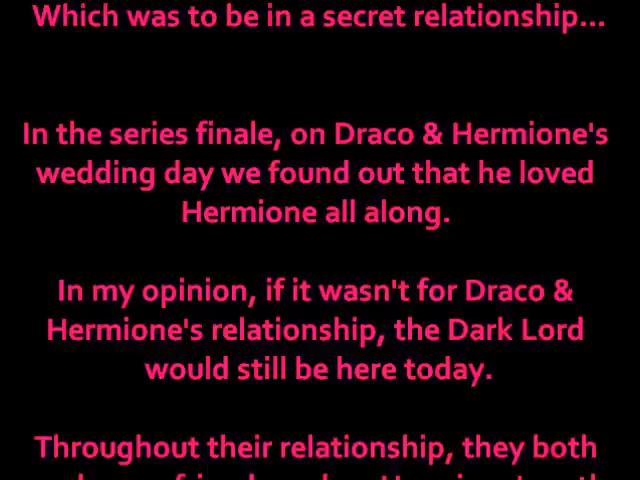 Which was to be in a secret relationship...
In the series finale, on Draco & Hermione's
wedding day we found out that he loved
Hermione all along.
In my opinion, if it wasn't for Draco &
Hermione's relationship, the Dark Lord
would still be here today.
Throughout their relationship, they both